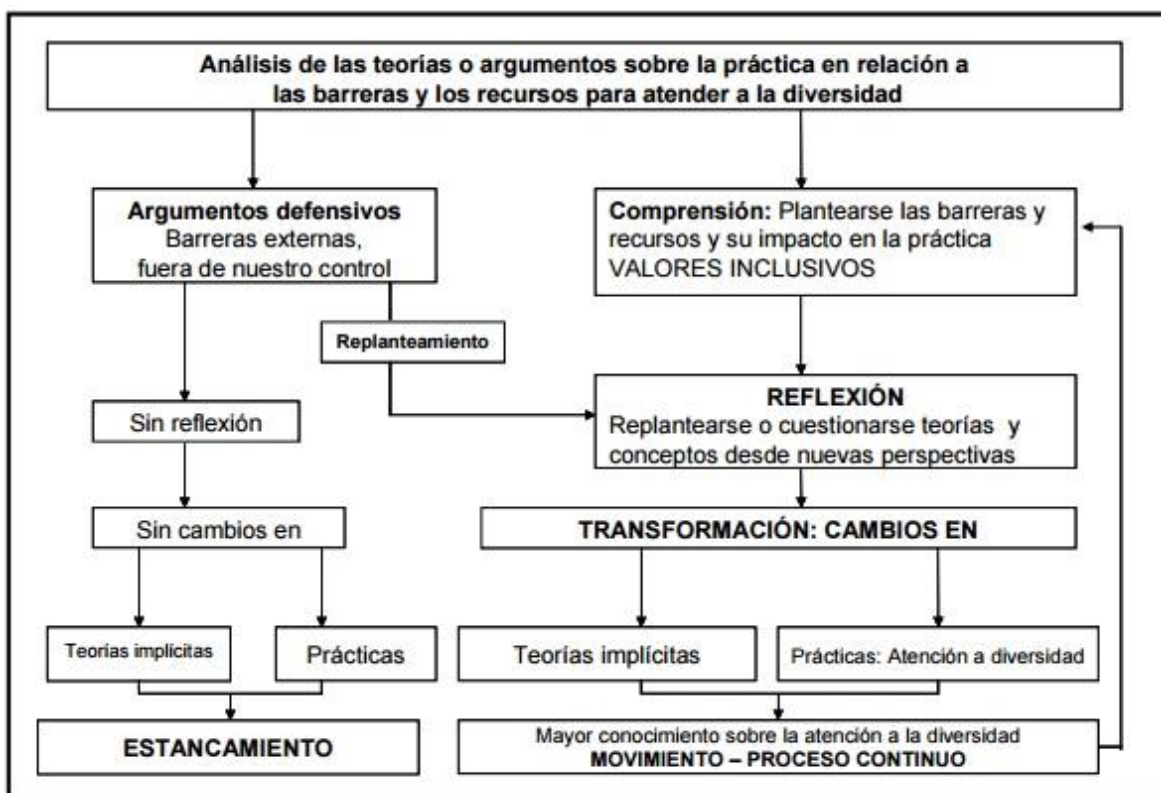 Análisis de las teorías o argumentos sobre la práctica en relación a
las barreras y los recursos para atender a la diversidad
Argumentos defensivos
Barreras externas,
fuera de nuestro control
Comprensión: Plantearse las barreras y
recursos y su impacto en la práctica
VALORES INCLUSIVOS
Replanteamiento
Sin reflexión
REFLEXIÓN
Replantearse o cuestionarse teorías y
conceptos desde nuevas perspectivas
Sin cambios en
TRANSFORMACIÓN: CAMBIOS EN
Teorías implícitas
Prácticas
Teorías implícitas
Prácticas: Atención a diversidad
ESTANCAMIENTO
Mayor conocimiento sobre la atención a la diversidad
MOVIMIENTO – PROCESO CONTINUO